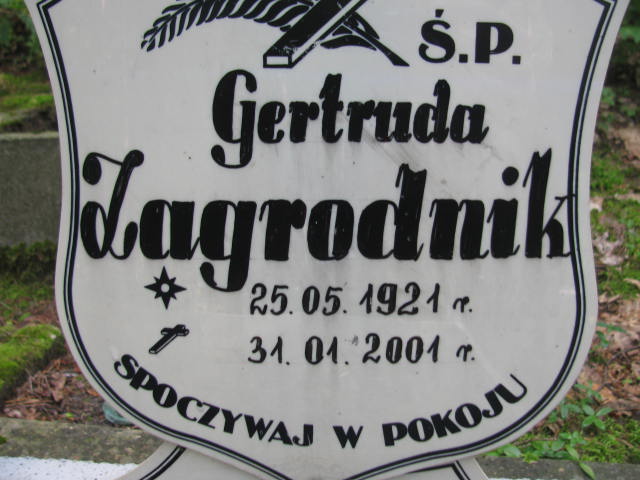 Ś.P.
Gertruda
Zagrodnik
25.05.1921 r.
31.01.2001 r.
SPOCZYWAJ W POKOJU